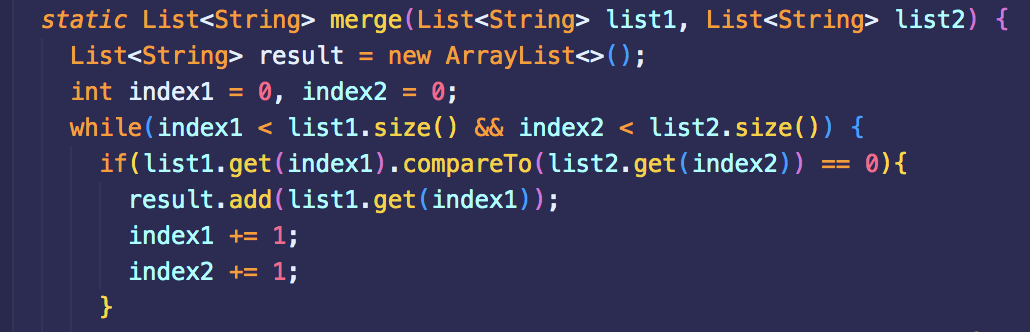 static List<String> merge(List<String> list1, List<String> list2) {
List<String> result = new ArrayList<>();
int index1 = 0, index2 = 0;
while(index1 < list1.size() && index2 < list2.size()) {
if(list1.get(index1).compareTo(list2.get(index2)) == 0){
result.add(list1.get(index1));
index1 += 1;
index2 += 1;
}